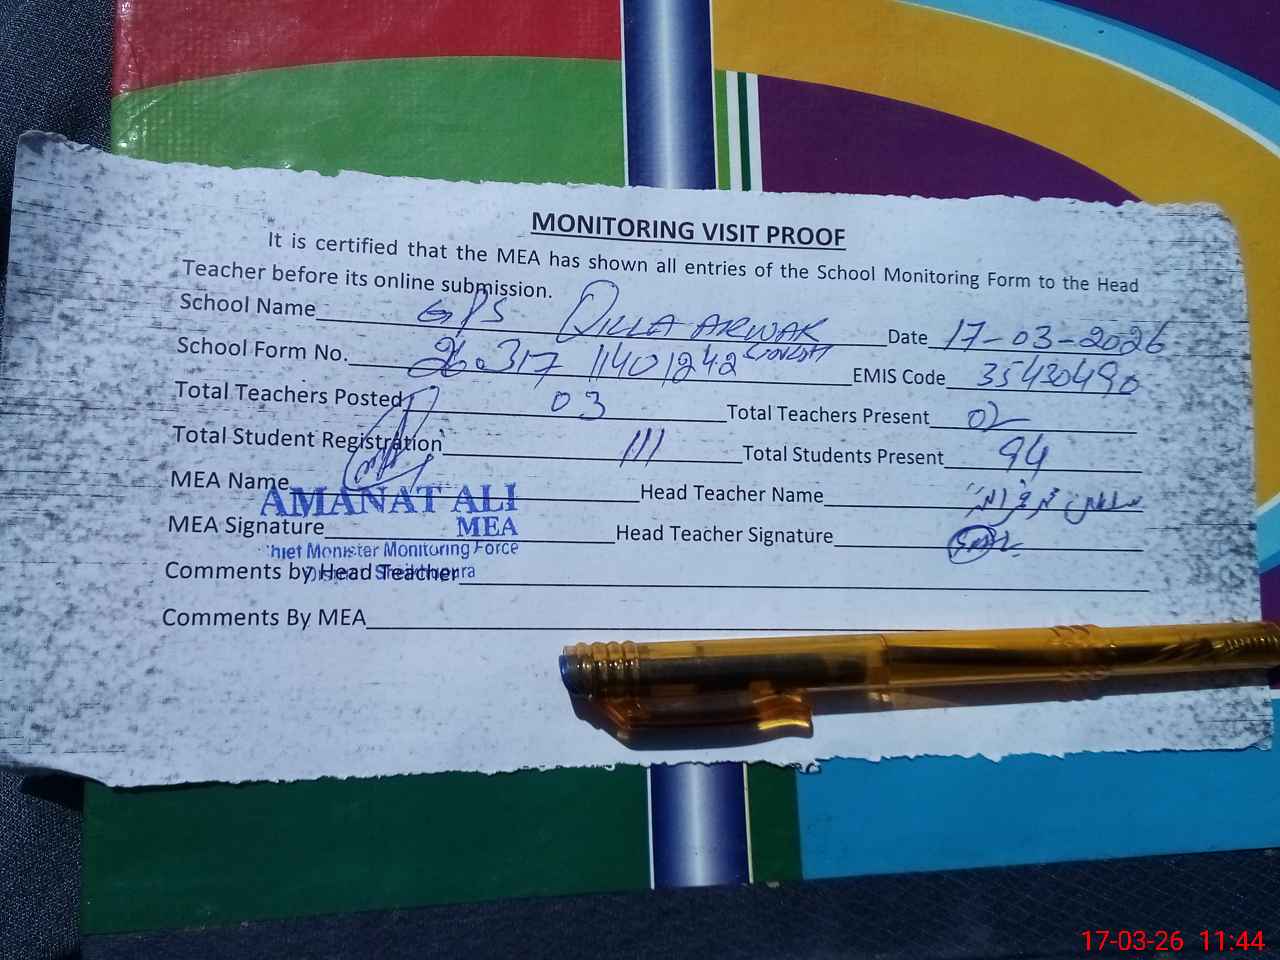 MONITORING VISIT PROOF
It is certified that the MEA has shown all entries of the School Monitoring Form to the Head
Teacher before its online submission.
School Name GPS QILLA ARWAK Date 17-03-2026
School Form No. 11401242 EMIS Code 35430490
Total Teachers Posted 03 Total Teachers Present 02
Total Student Registration 111 Total Students Present 94
MEA Name Head Teacher Name
AMANAT ALI
MEA Signature MEA Head Teacher Signature
Chief Monister Monitoring Force
District Sheikhupura
Comments by Head Teacher
Comments By MEA
17-03-26 11:44